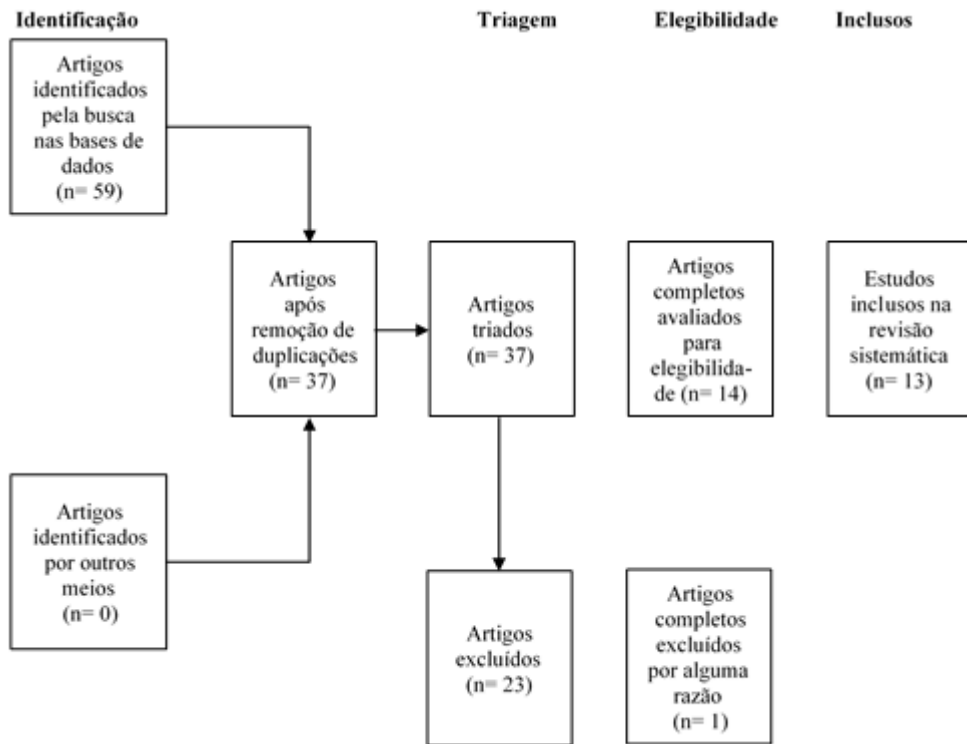 Identificação
Triagem
Elegibilidade
Inclusos
Artigos
identificados
pela busca
nas bases de
dados
(n= 59)
Artigos
após
remoção de
duplicações
(n= 37)
Artigos
triados
(n= 37)
Artigos
completos
avaliados
para
elegibilida-
de (n= 14)
Estudos
inclusos na
revisão
sistemática
(n= 13)
Artigos
identificados
por outros
meios
(n= 0)
Artigos
excluídos
(n= 23)
Artigos
completos
excluídos
por alguma
razão
(n= 1)